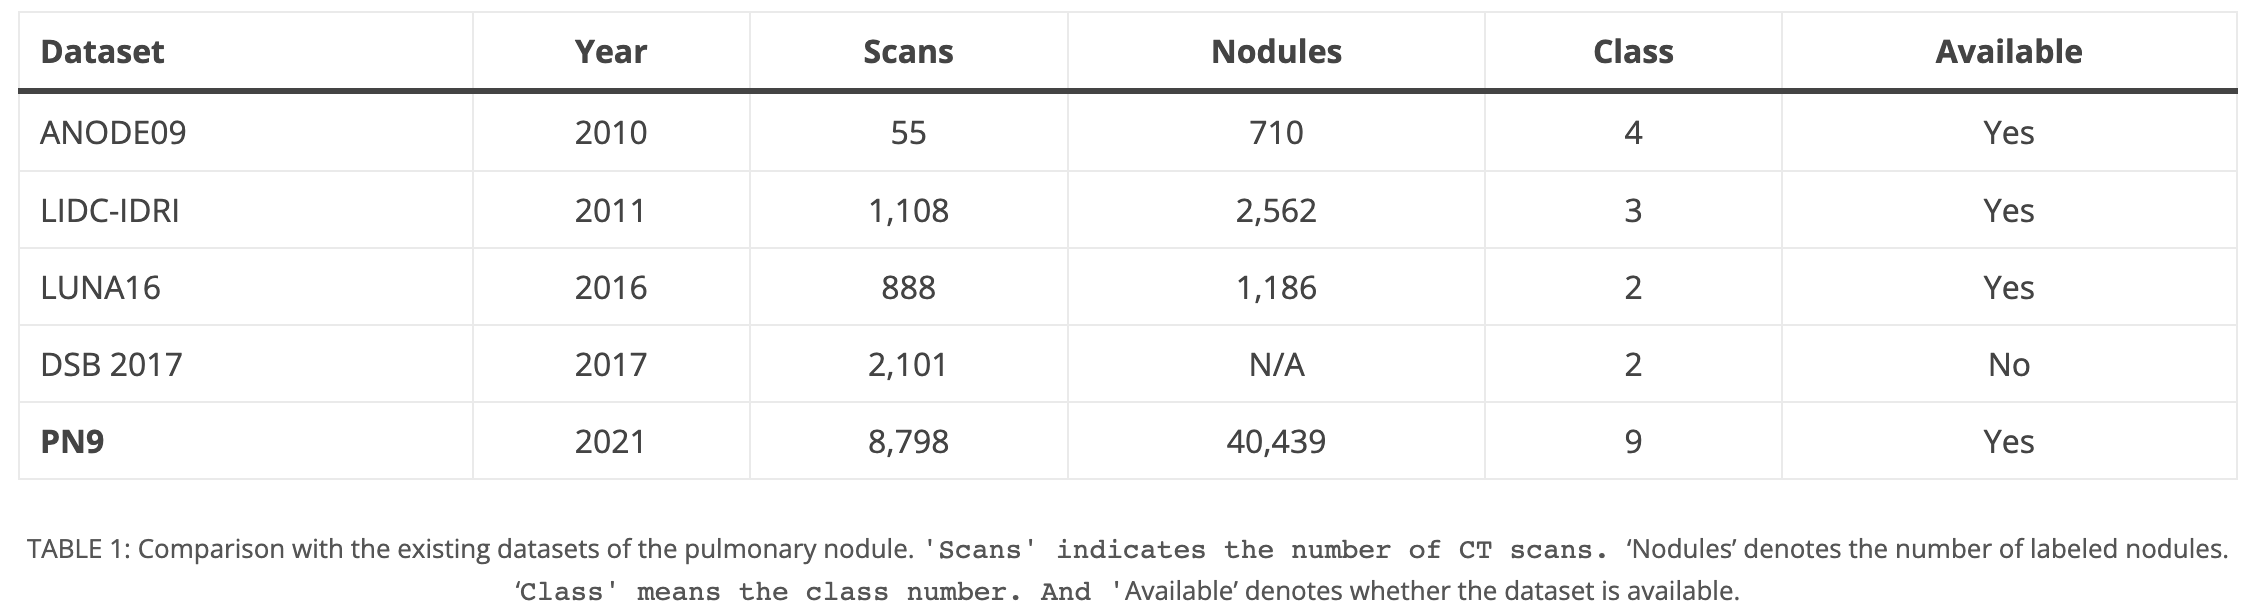 Dataset Year Scans Nodules Class Available
ANODE09 2010 55 710 4 Yes
LIDC-IDRI 2011 1,108 2,562 3 Yes
LUNA16 2016 888 1,186 2 Yes
DSB 2017 2017 2,101 N/A 2 No
PN9 2021 8,798 40,439 9 Yes
TABLE 1: Comparison with the existing datasets of the pulmonary nodule. 'Scans' indicates the number of CT scans. ‘Nodules’ denotes the number of labeled nodules.
‘Class' means the class number. And 'Available’ denotes whether the dataset is available.